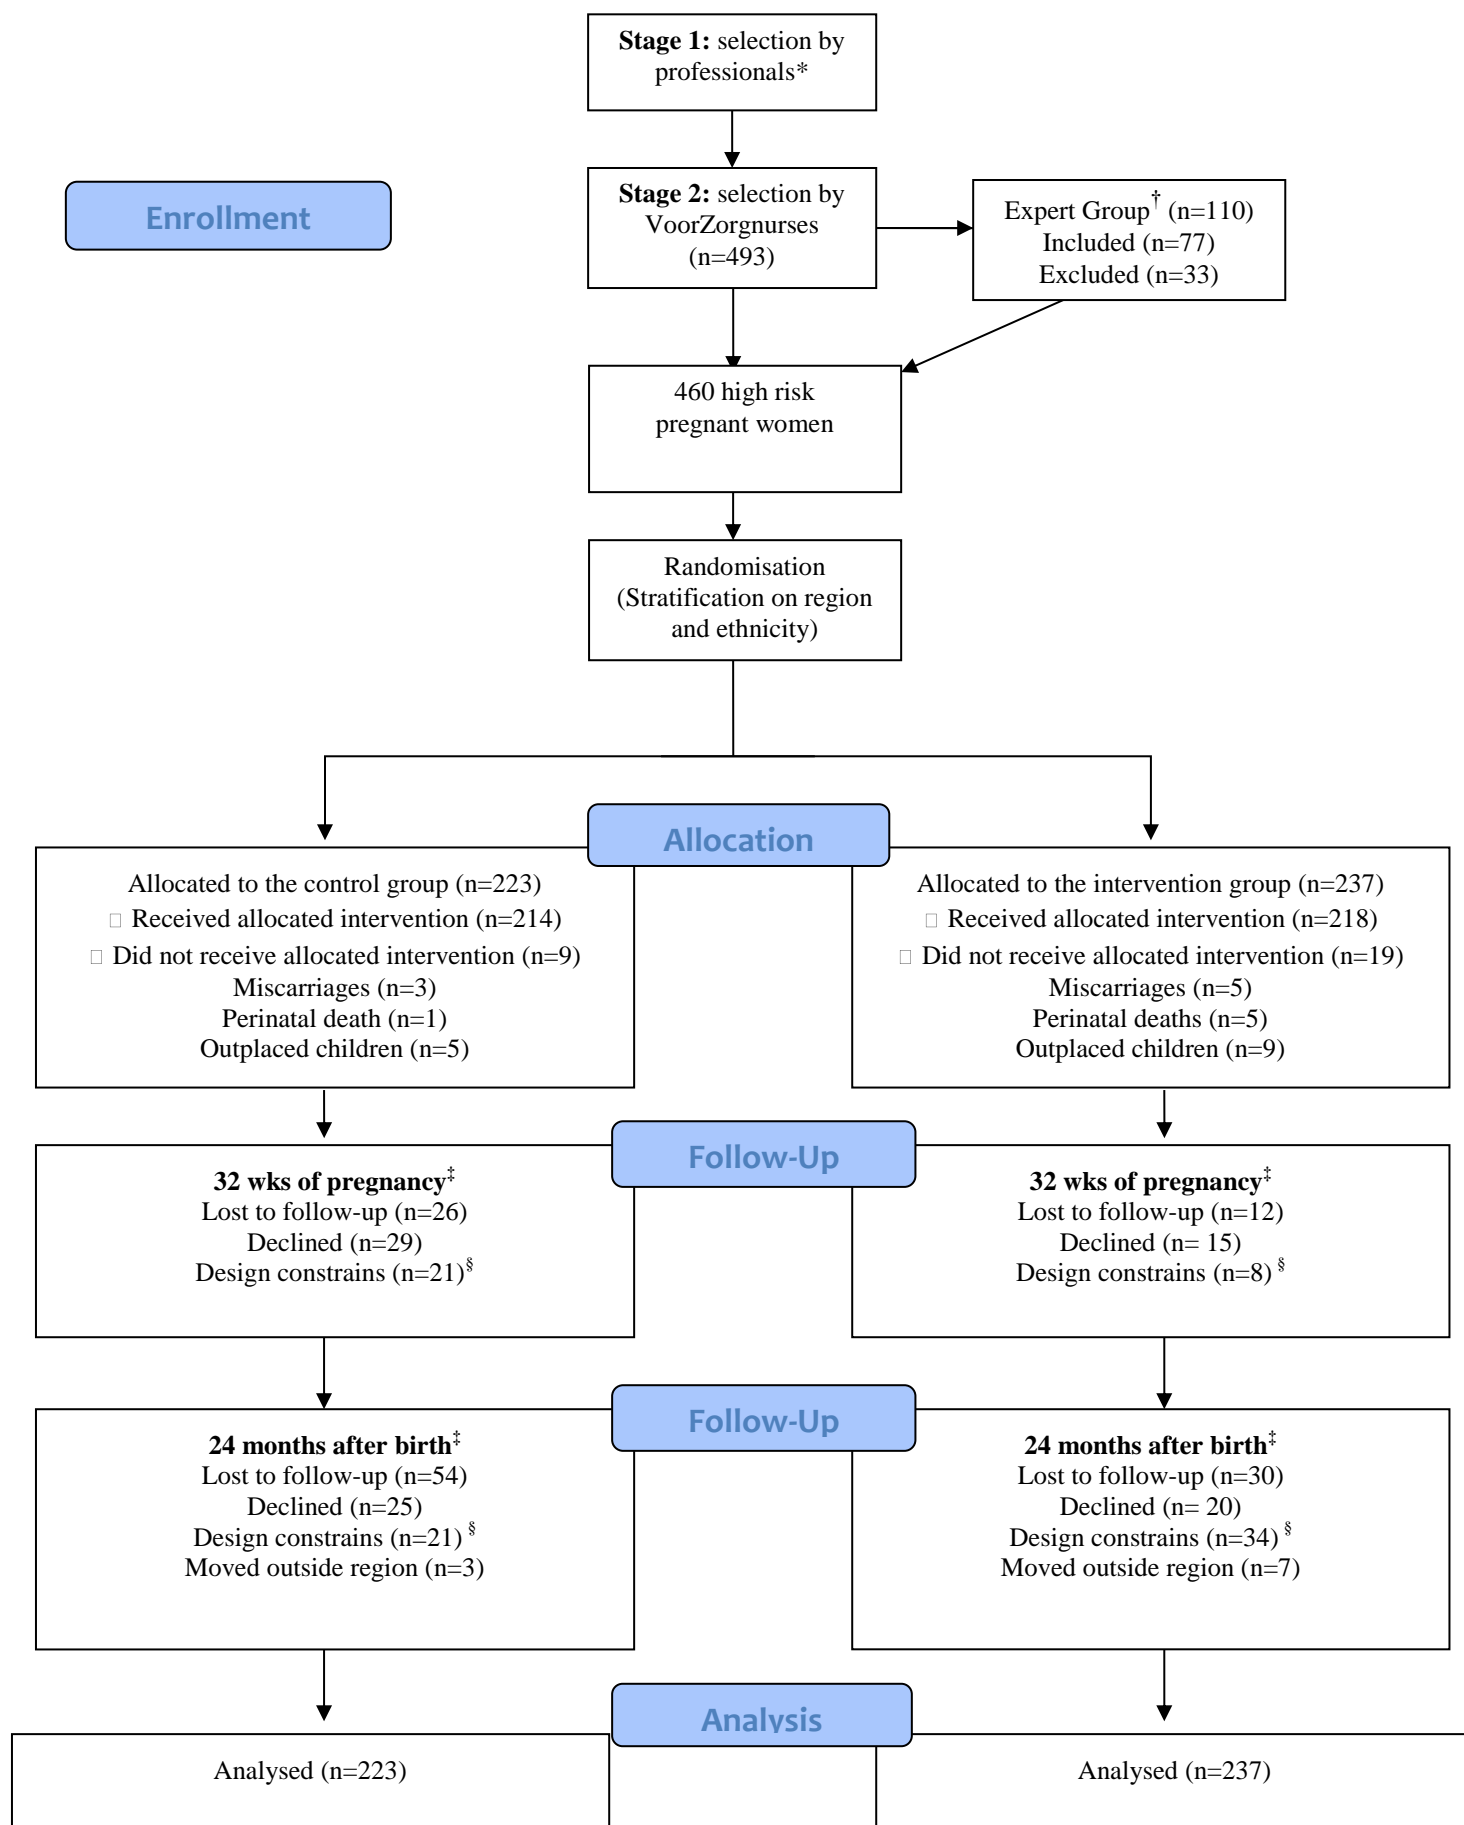 Stage 1: selection by
professionals*
Enrollment
Stage 2: selection by
VoorZorgnurses
(n=493)
Expert Group† (n=110)
Included (n=77)
Excluded (n=33)
460 high risk
pregnant women
Randomisation
(Stratification on region
and ethnicity)
Allocation
Allocated to the control group (n=223)
Received allocated intervention (n=214)
Did not receive allocated intervention (n=9)
Miscarriages (n=3)
Perinatal death (n=1)
Outplaced children (n=5)
Allocated to the intervention group (n=237)
Received allocated intervention (n=218)
Did not receive allocated intervention (n=19)
Miscarriages (n=5)
Perinatal deaths (n=5)
Outplaced children (n=9)
Follow-Up
32 wks of pregnancy‡
Lost to follow-up (n=26)
Declined (n=29)
Design constrains (n=21)§
32 wks of pregnancy‡
Lost to follow-up (n=12)
Declined (n= 15)
Design constrains (n=8) §
Follow-Up
24 months after birth‡
Lost to follow-up (n=54)
Declined (n=25)
Design constrains (n=21) §
Moved outside region (n=3)
24 months after birth‡
Lost to follow-up (n=30)
Declined (n= 20)
Design constrains (n=34) §
Moved outside region (n=7)
Analysis
Analysed (n=223)
Analysed (n=237)